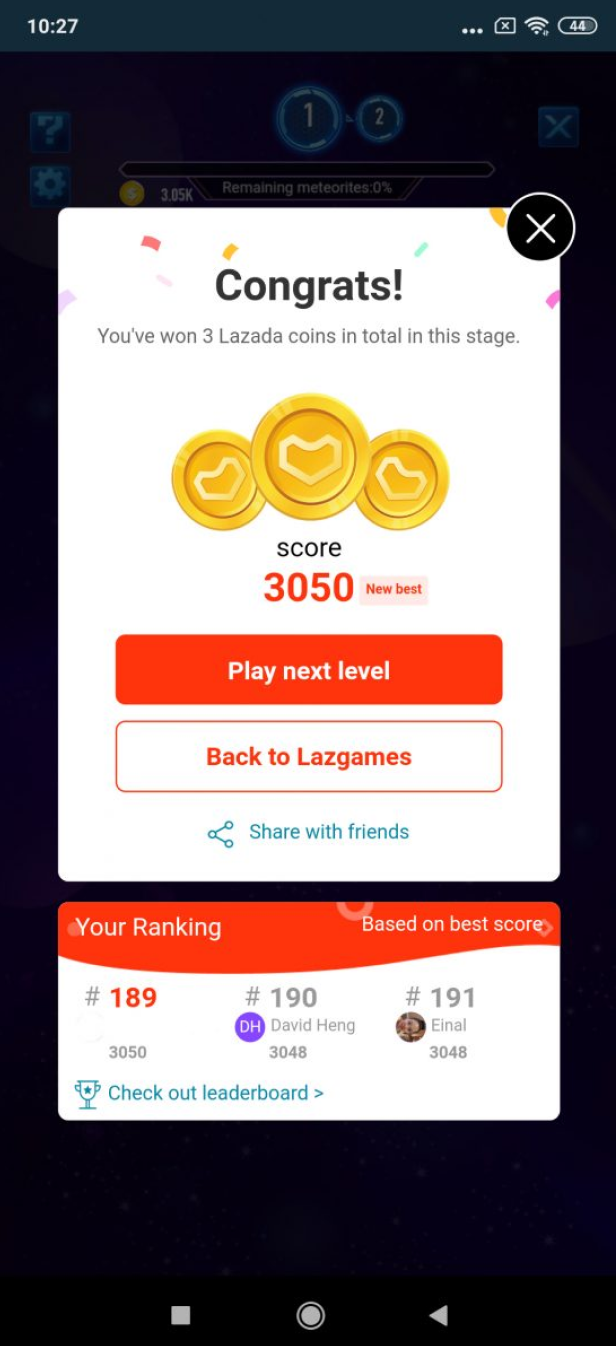 10:27
44
1
2
3.05K
Remaining meteorites:0%
Congrats!
You've won 3 Lazada coins in total in this stage.
score
3050 New best
Play next level
Back to Lazgames
Share with friends
Your Ranking
Based on best score
# 189 # 190 # 191
DH David Heng Einal
3050 3048 3048
Check out leaderboard >